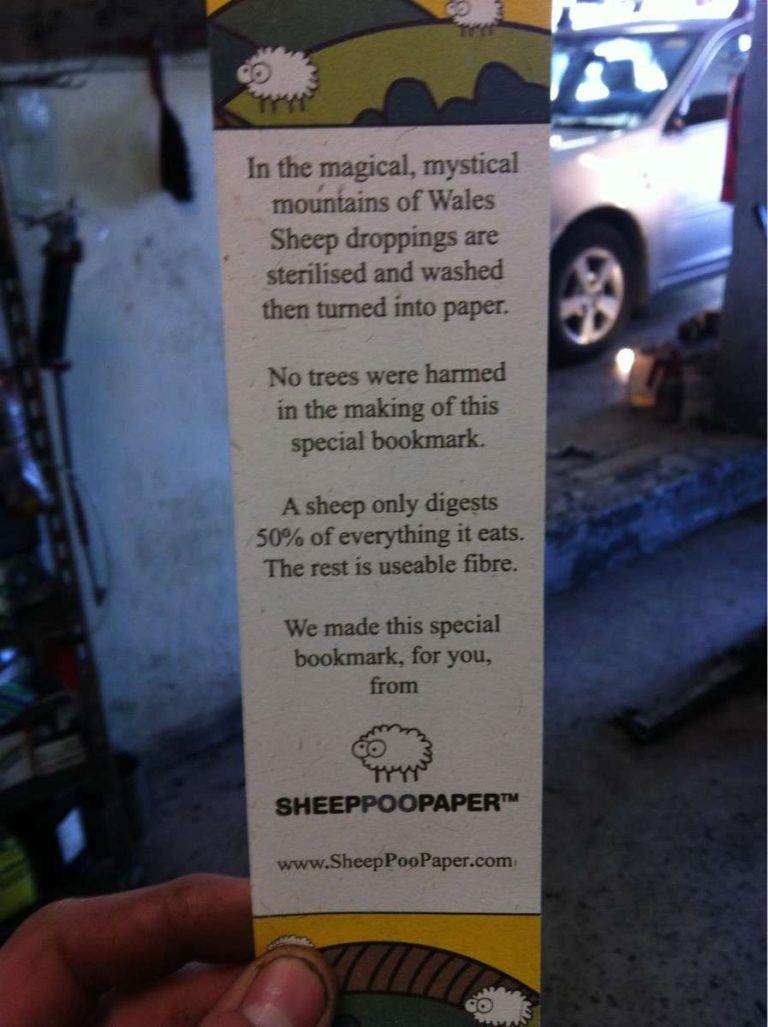 In the magical, mystical
mountains of Wales
Sheep droppings are
sterilised and washed
then turned into paper.
No trees were harmed
in the making of this
special bookmark.
A sheep only digests
50% of everything it eats.
The rest is useable fibre.
We made this special
bookmark, for you,
from
SHEEPPOOPAPER™
www.SheepPooPaper.com